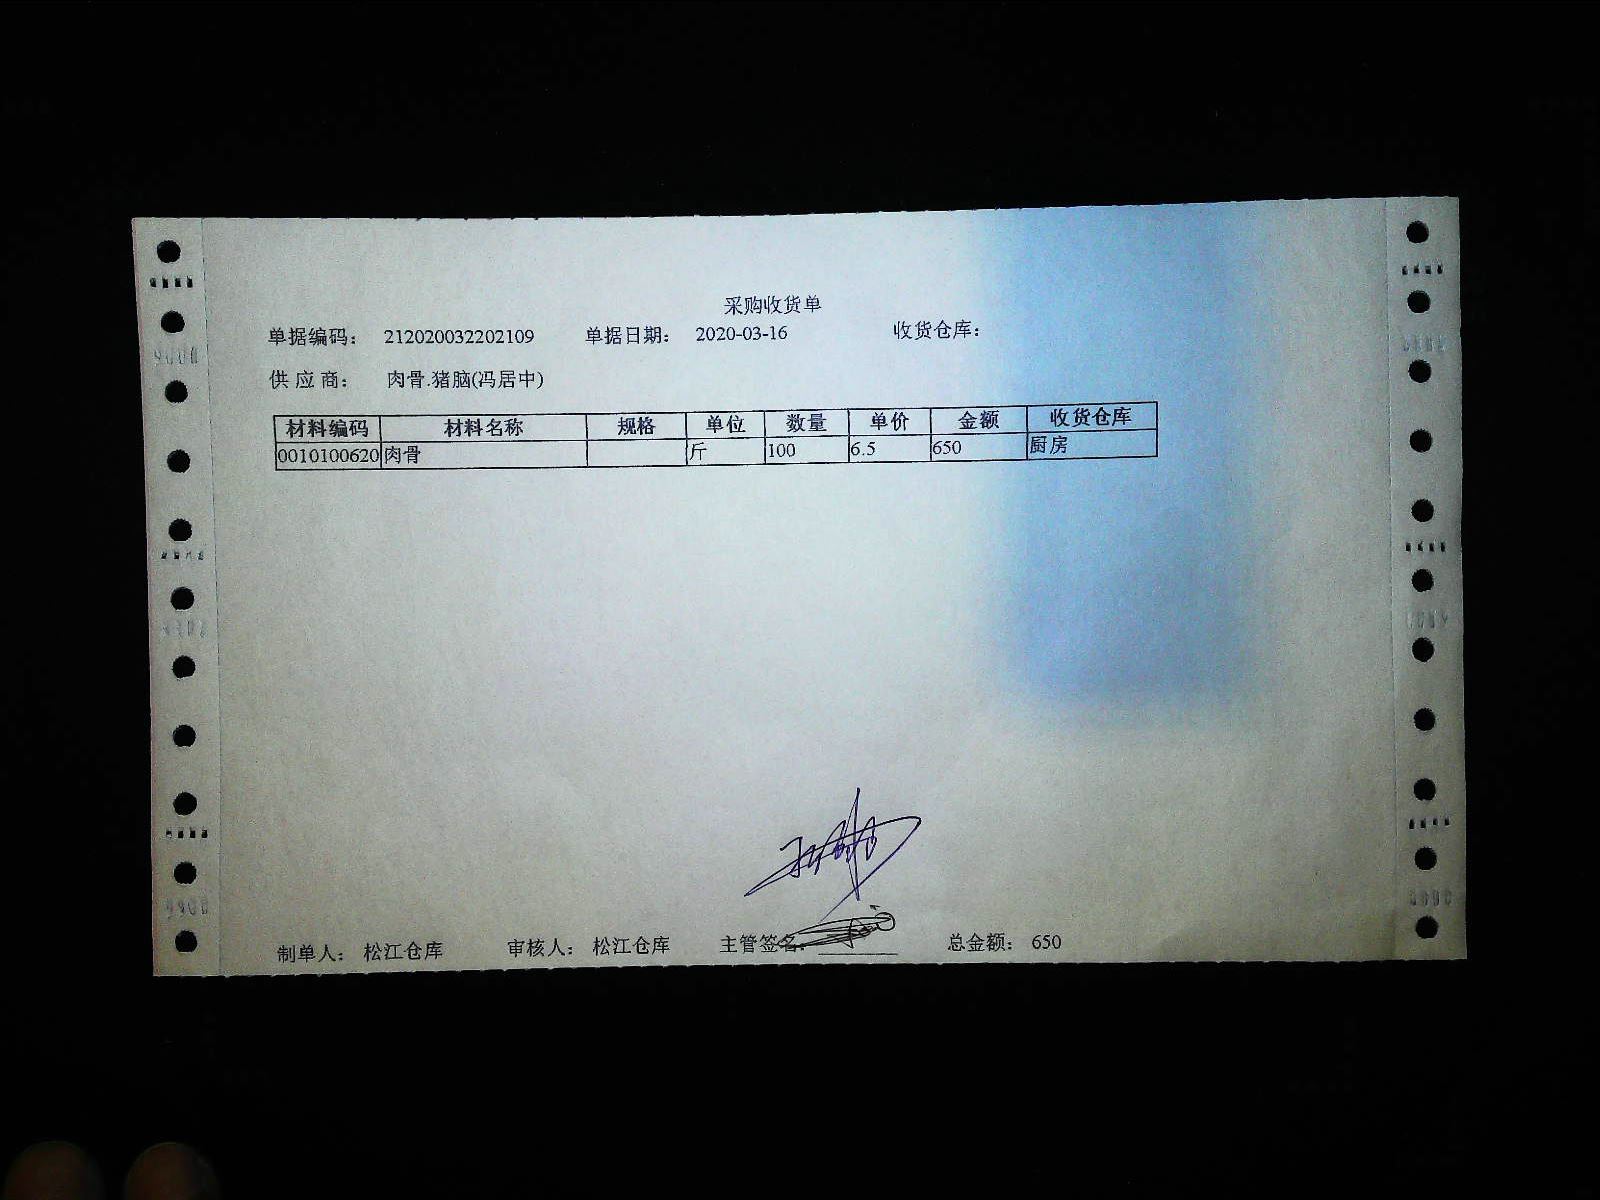 采购收货单
单据编码： 212020032202109 单据日期： 2020-03-16 收货仓库：
供应商： 肉骨.猪脑(冯居中)
材料编码 材料名称 规格 单位 数量 单价 金额 收货仓库
0010100620 肉骨 斤 100 6.5 650 厨房
制单人： 松江仓库 审核人： 松江仓库 主管签名: 总金额： 650